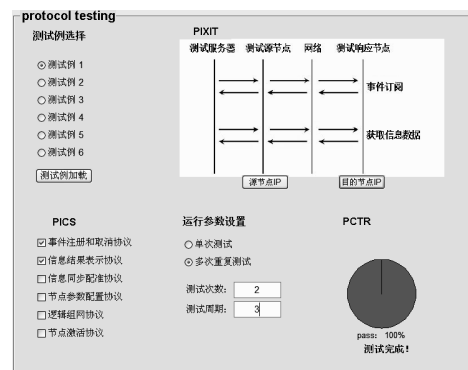 protocol testing
测试例选择
测试例 1
测试例 2
测试例 3
测试例 4
测试例 5
测试例 6
测试例加载
PIXIT
测试服务器 测试源节点 网络 测试响应节点
事件订阅
获取信息数据
源节点IP 目的节点IP
PICS
事件注册和取消协议
信息结果表示协议
信息同步配准协议
节点参数配置协议
逻辑组网协议
节点激活协议
运行参数设置
单次测试
多次重复测试
测试次数: 2
测试周期: 3
PCTR
pass: 100%
测试完成!